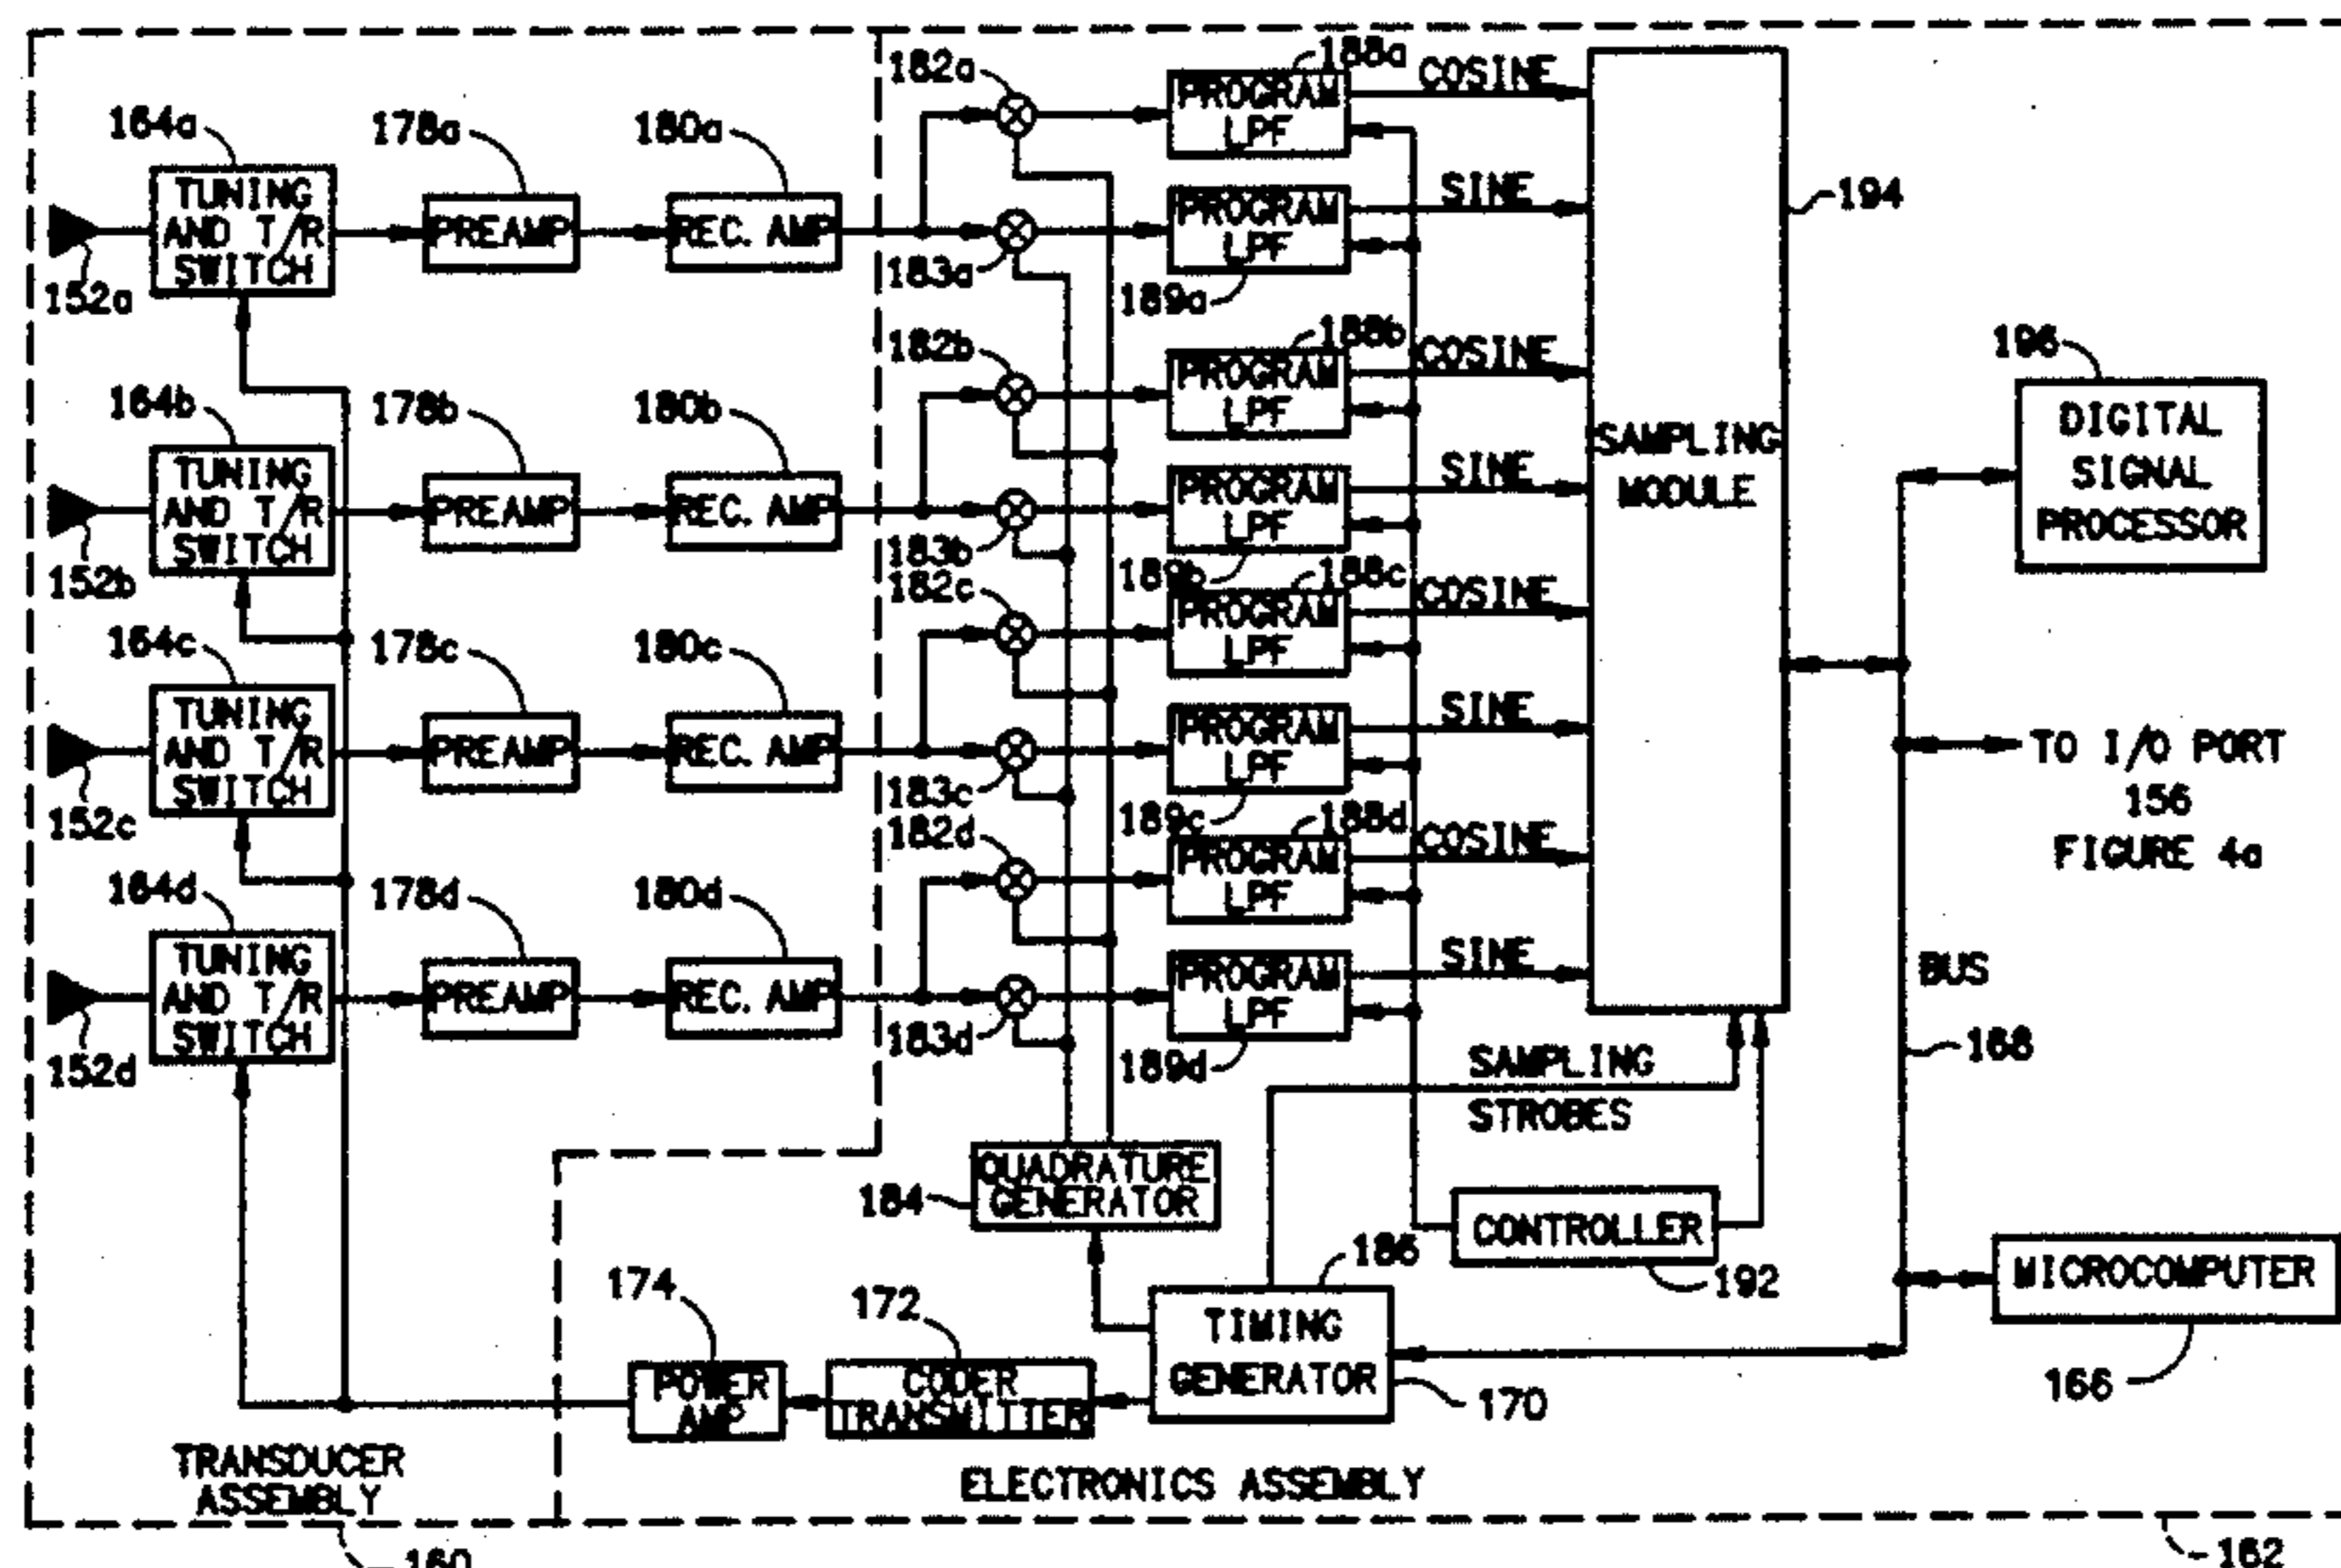 182a
188a
COSINE
164a
178a
180a
PROGRAM
LPF
SINE
194
TUNING
AND T/R
SWITCH
PREAMP
REC. AMP
PROGRAM
LPF
152a
183a
189a
182b
188b
COSINE
196
164b
178b
180b
PROGRAM
LPF
SAMPLING
MODULE
DIGITAL
SIGNAL
PROCESSOR
SINE
TUNING
AND T/R
SWITCH
PREAMP
REC. AMP
PROGRAM
LPF
152b
183b
189b
182c
188c
COSINE
164c
178c
180c
PROGRAM
LPF
SINE
TUNING
AND T/R
SWITCH
PREAMP
REC. AMP
PROGRAM
LPF
TO I/O PORT
156
FIGURE 4a
152c
183c
189c
182d
188d
COSINE
164d
178d
180d
PROGRAM
LPF
SINE
BUS
TUNING
AND T/R
SWITCH
PREAMP
REC. AMP
PROGRAM
LPF
168
152d
183d
189d
SAMPLING
STROBES
QUADRATURE
GENERATOR
184
CONTROLLER
192
186
MICROCOMPUTER
166
174
172
TIMING
GENERATOR
170
POWER
AMP
CODER
TRANSMITTER
TRANSDUCER
ASSEMBLY
ELECTRONICS ASSEMBLY
160
162